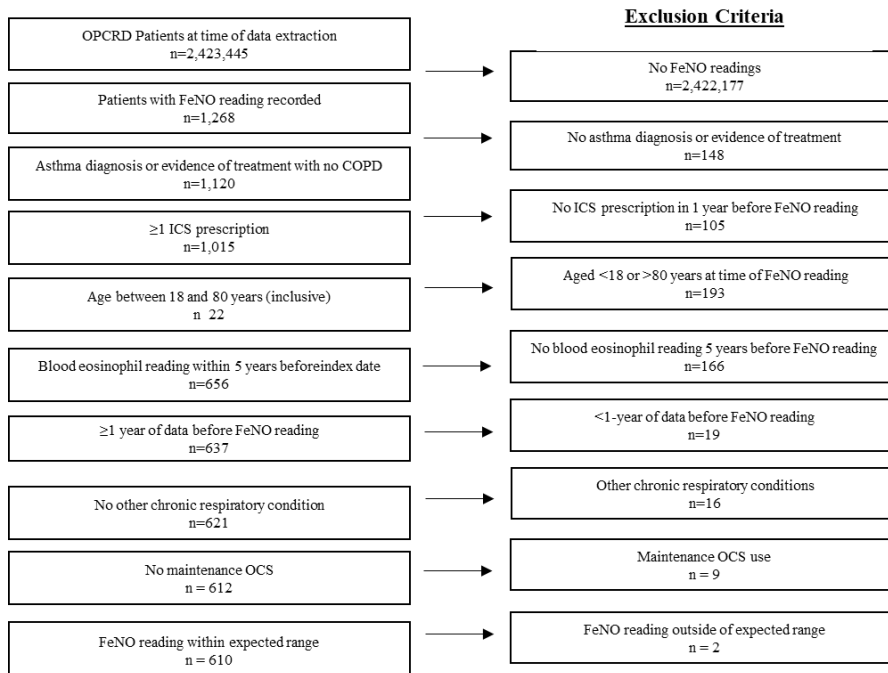 Exclusion Criteria
OPCRD Patients at time of data extraction
n=2,423,445
No FeNO readings
n=2,422,177
Patients with FeNO reading recorded
n=1,268
No asthma diagnosis or evidence of treatment
n=148
Asthma diagnosis or evidence of treatment with no COPD
n=1,120
No ICS prescription in 1 year before FeNO reading
n=105
≥1 ICS prescription
n=1,015
Aged <18 or >80 years at time of FeNO reading
n=193
Age between 18 and 80 years (inclusive)
n 22
No blood eosinophil reading 5 years before FeNO reading
n=166
Blood eosinophil reading within 5 years beforeindex date
n=656
<1-year of data before FeNO reading
n=19
≥1 year of data before FeNO reading
n=637
Other chronic respiratory conditions
n=16
No other chronic respiratory condition
n=621
Maintenance OCS use
n = 9
No maintenance OCS
n = 612
FeNO reading outside of expected range
n = 2
FeNO reading within expected range
n = 610